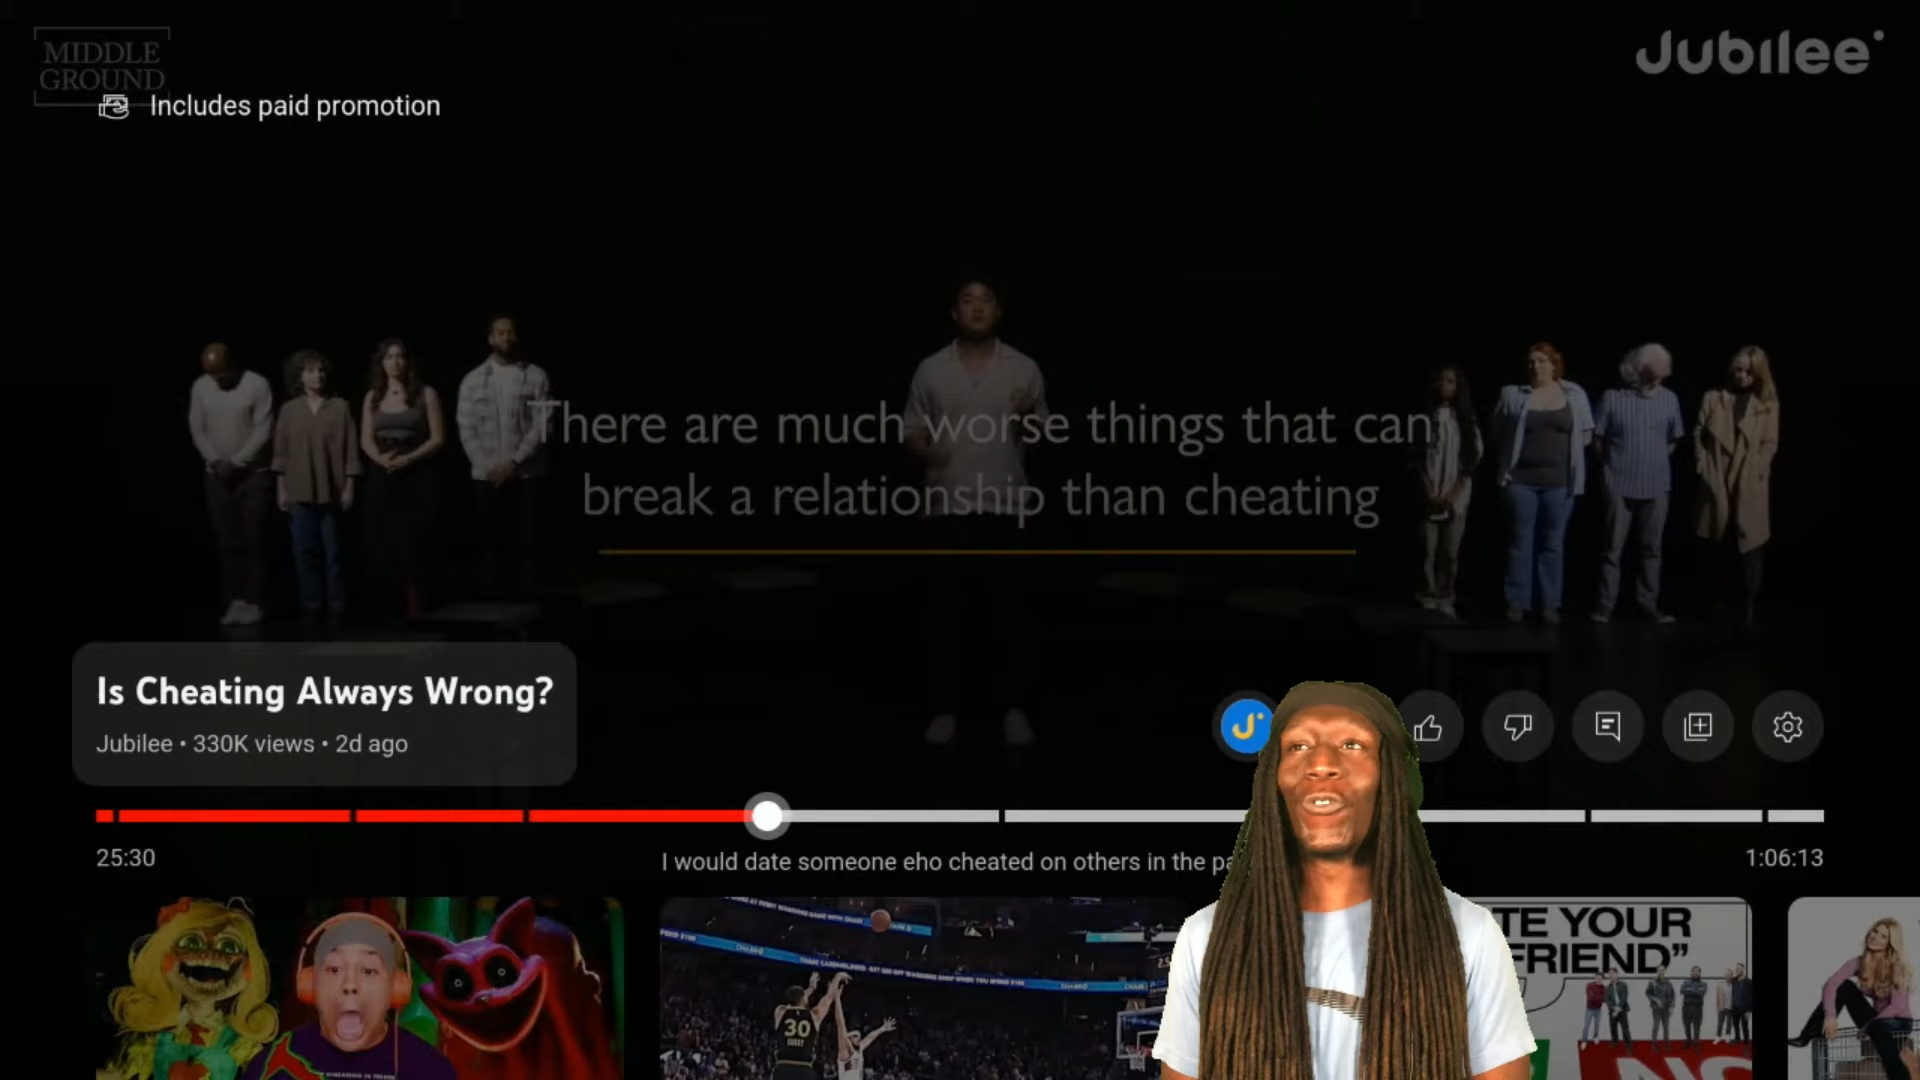 MIDDLE
GROUND
Jubilee
Includes paid promotion
There are much worse things that can
break a relationship than cheating
Is Cheating Always Wrong?
Jubilee • 330K views • 2d ago
25:30
I would date someone eho cheated on others in the pa
1:06:13
30
CURRY
TE YOUR
FRIEND”
NO